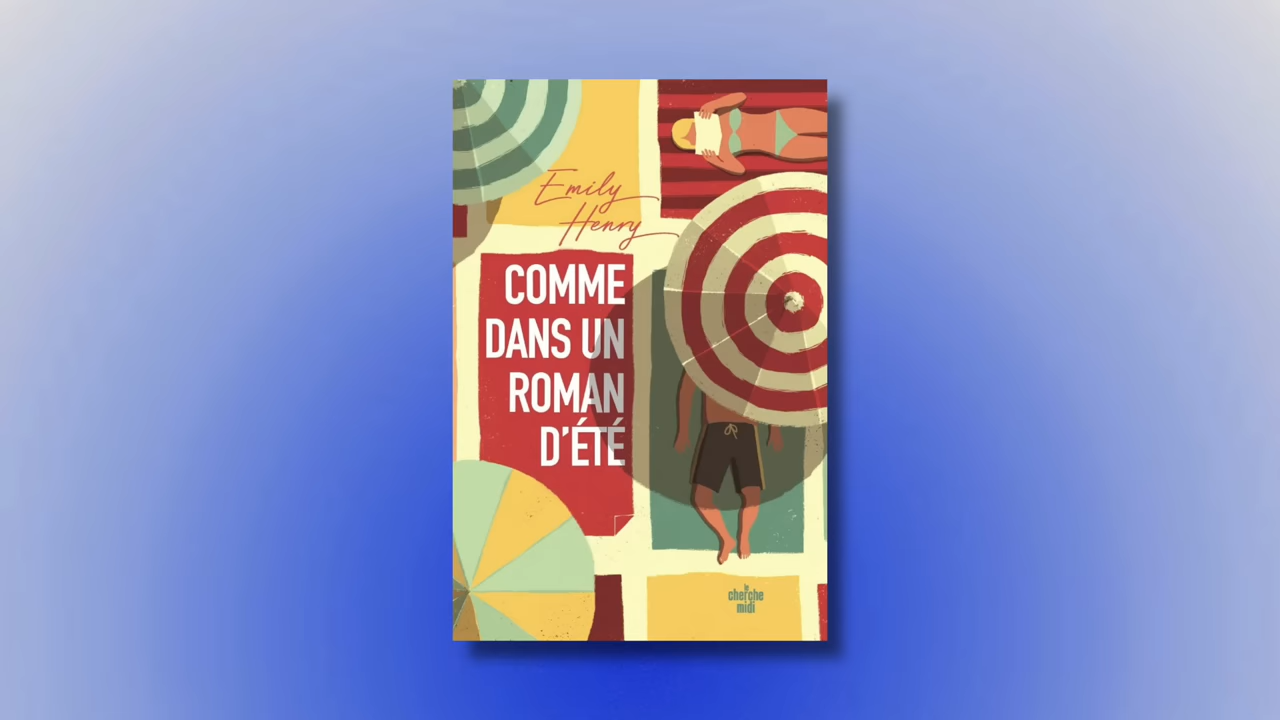 Emily
Henry
COMME
DANS UN
ROMAN
D'ÉTÉ
le
cherche
midi